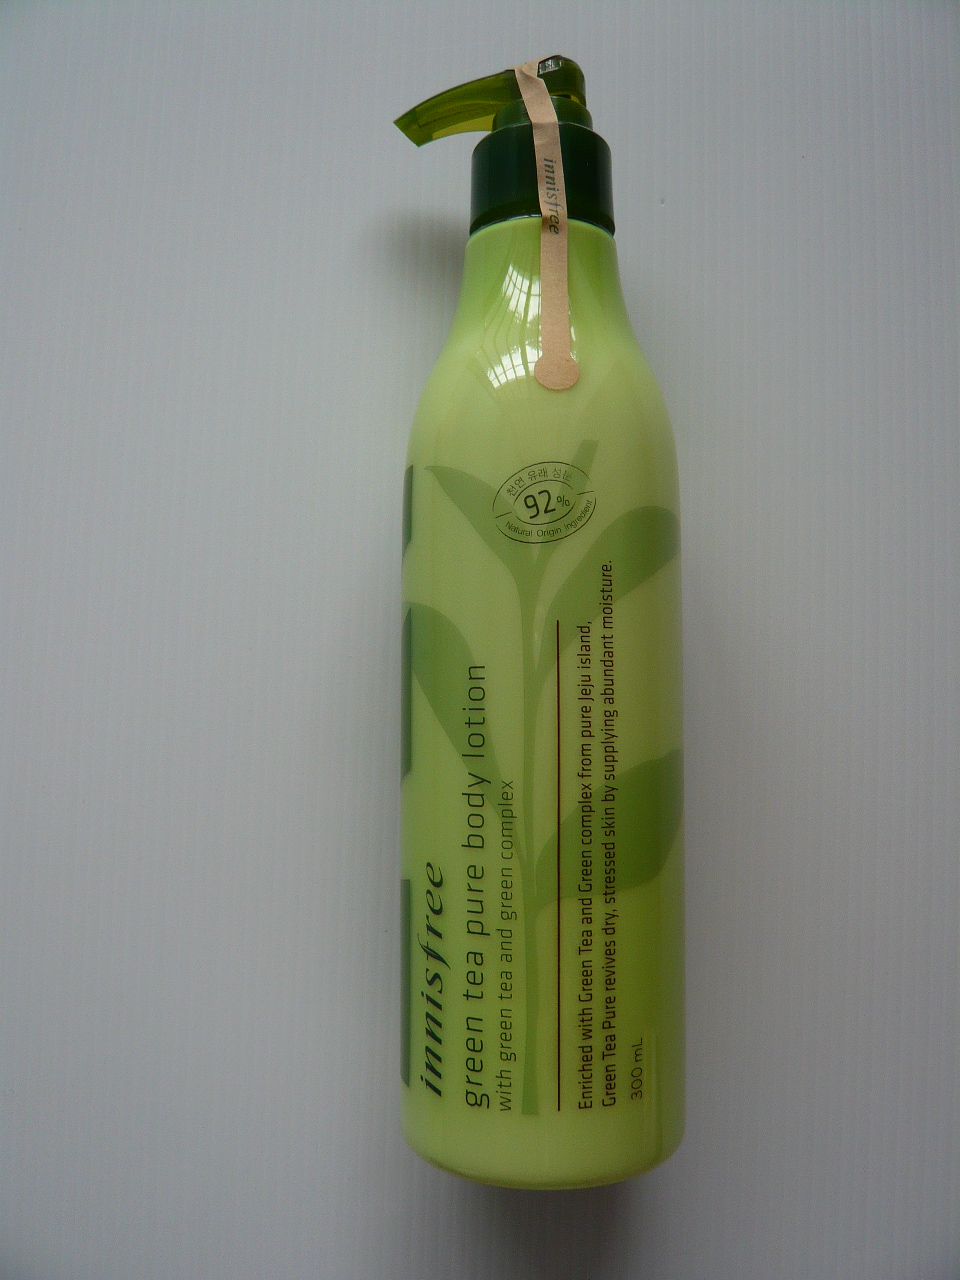 innisfree
천연 유래 성분
92%
Natural Origin Ingredient
innisfree
green tea pure body lotion
with green tea and green complex
Enriched with Green Tea and Green complex from pure Jeju island,
Green Tea Pure revives dry, stressed skin by supplying abundant moisture.
300 mL